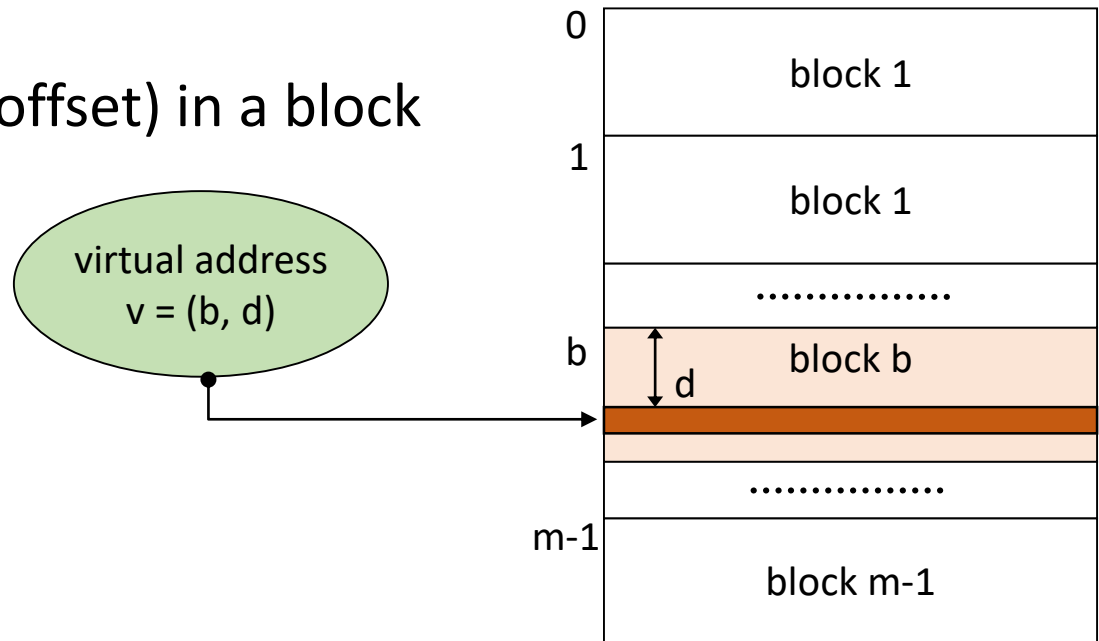 offset) in a block
virtual address
v = (b, d)
0
block 1
1
block 1
................
b
block b
d
................
m-1
block m-1